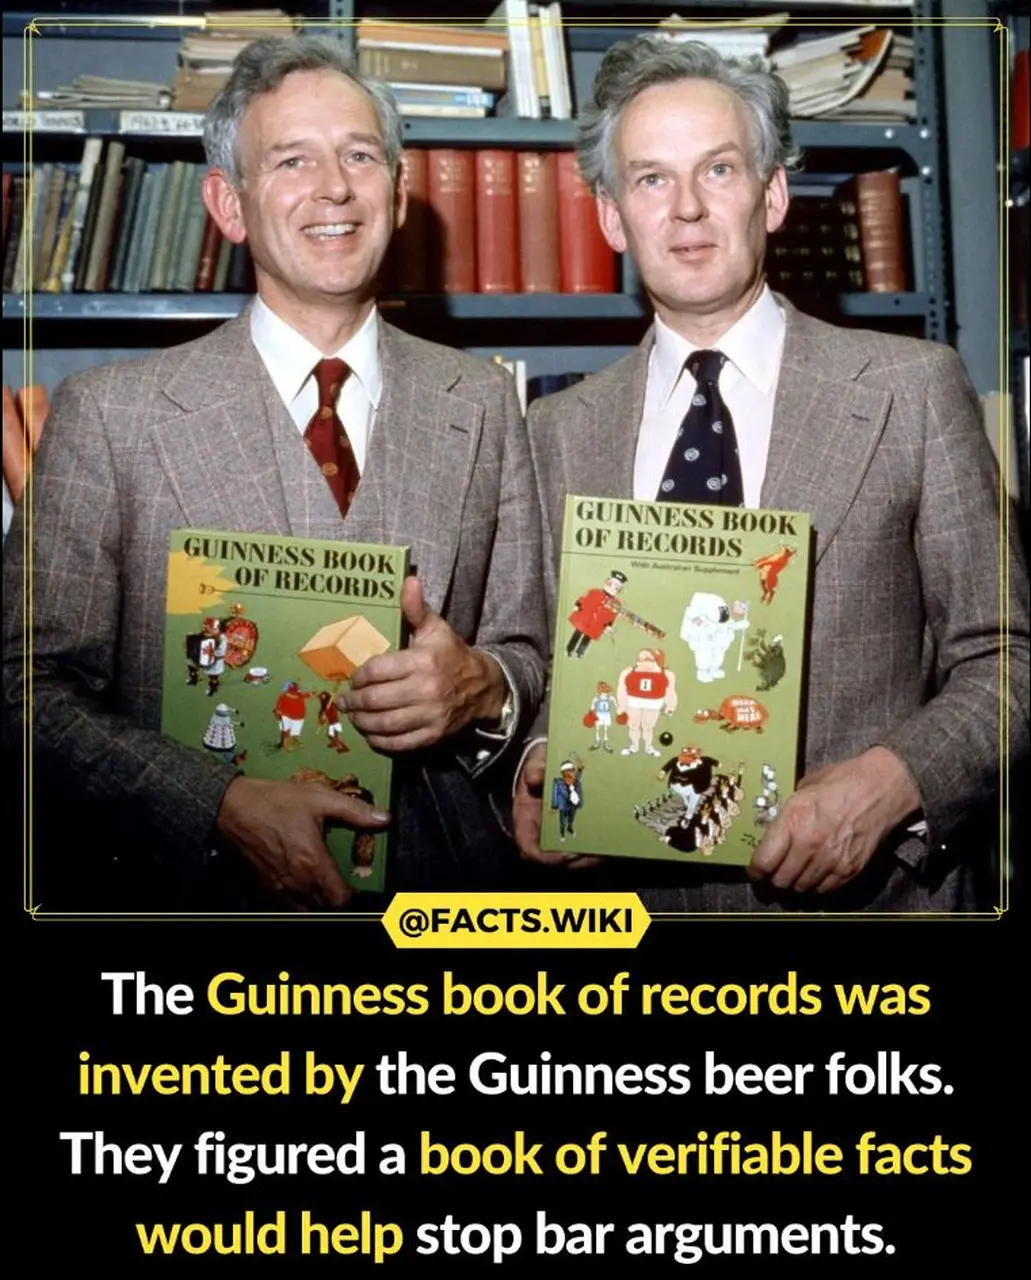 GUINNESS BOOK
OF RECORDS
GUINNESS BOOK
OF RECORDS
With Australian Supplement
@FACTS.WIKI
The Guinness book of records was
invented by the Guinness beer folks.
They figured a book of verifiable facts
would help stop bar arguments.